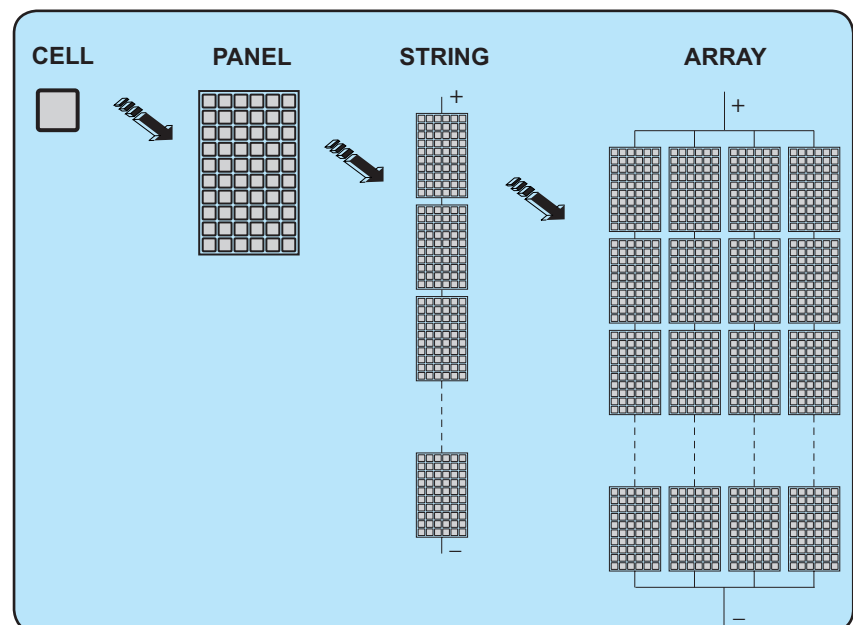 CELL PANEL STRING ARRAY
+ +
– –